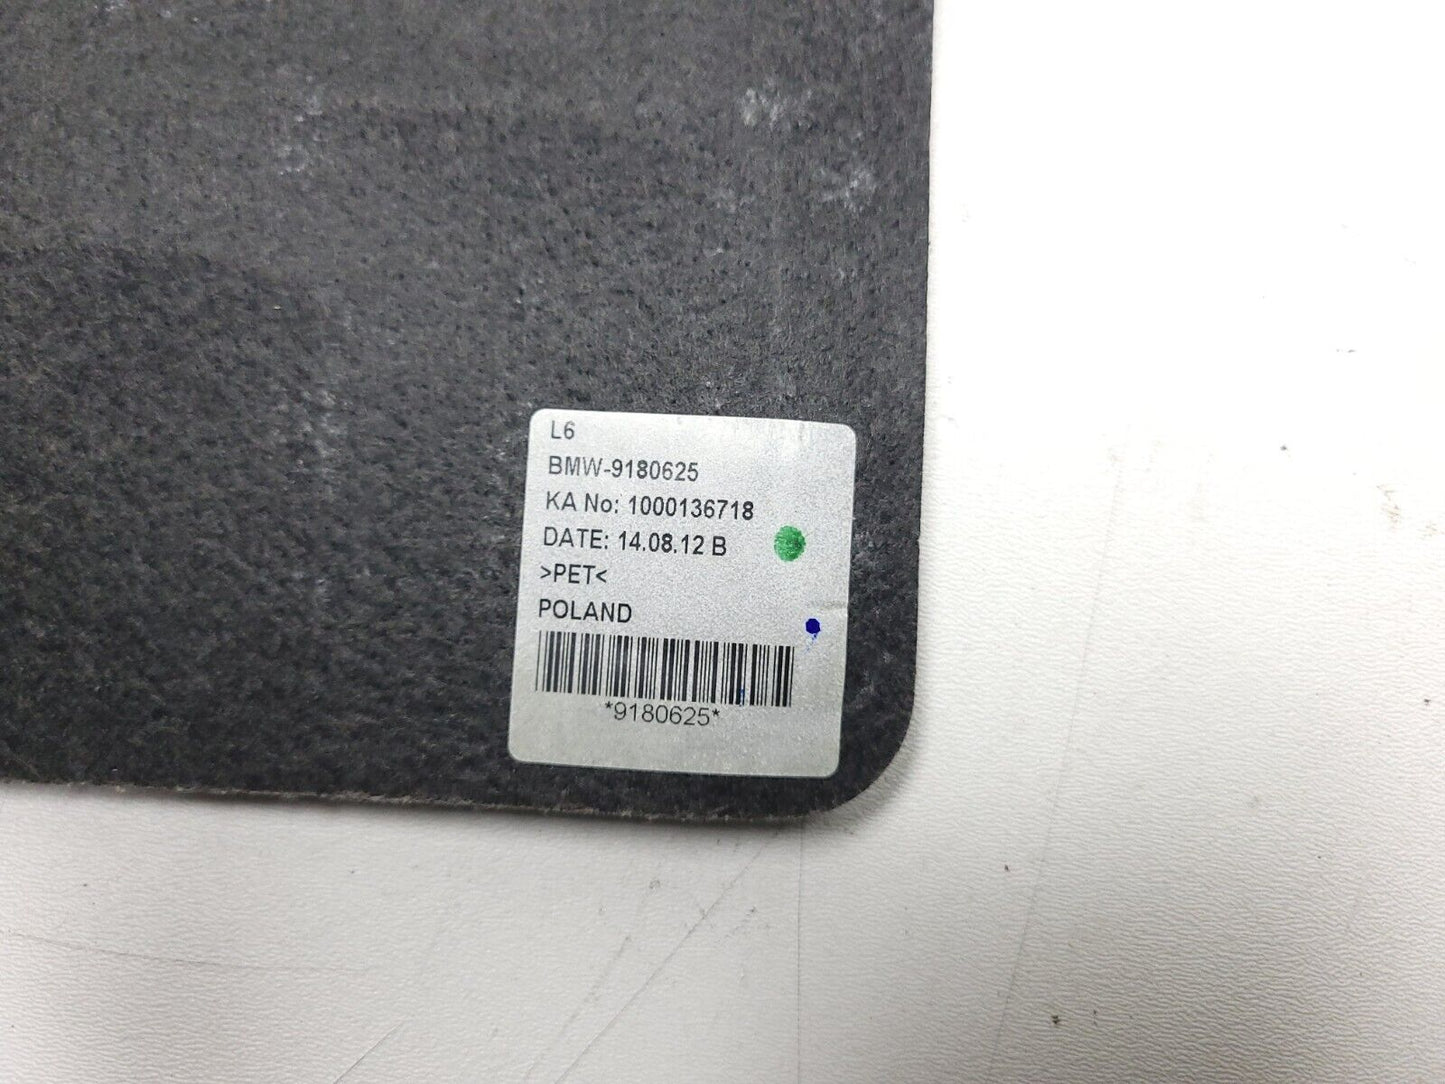 L6
BMW-9180625
KA No: 1000136718
DATE: 14.08.12 B
>PET<
POLAND
*9180625*